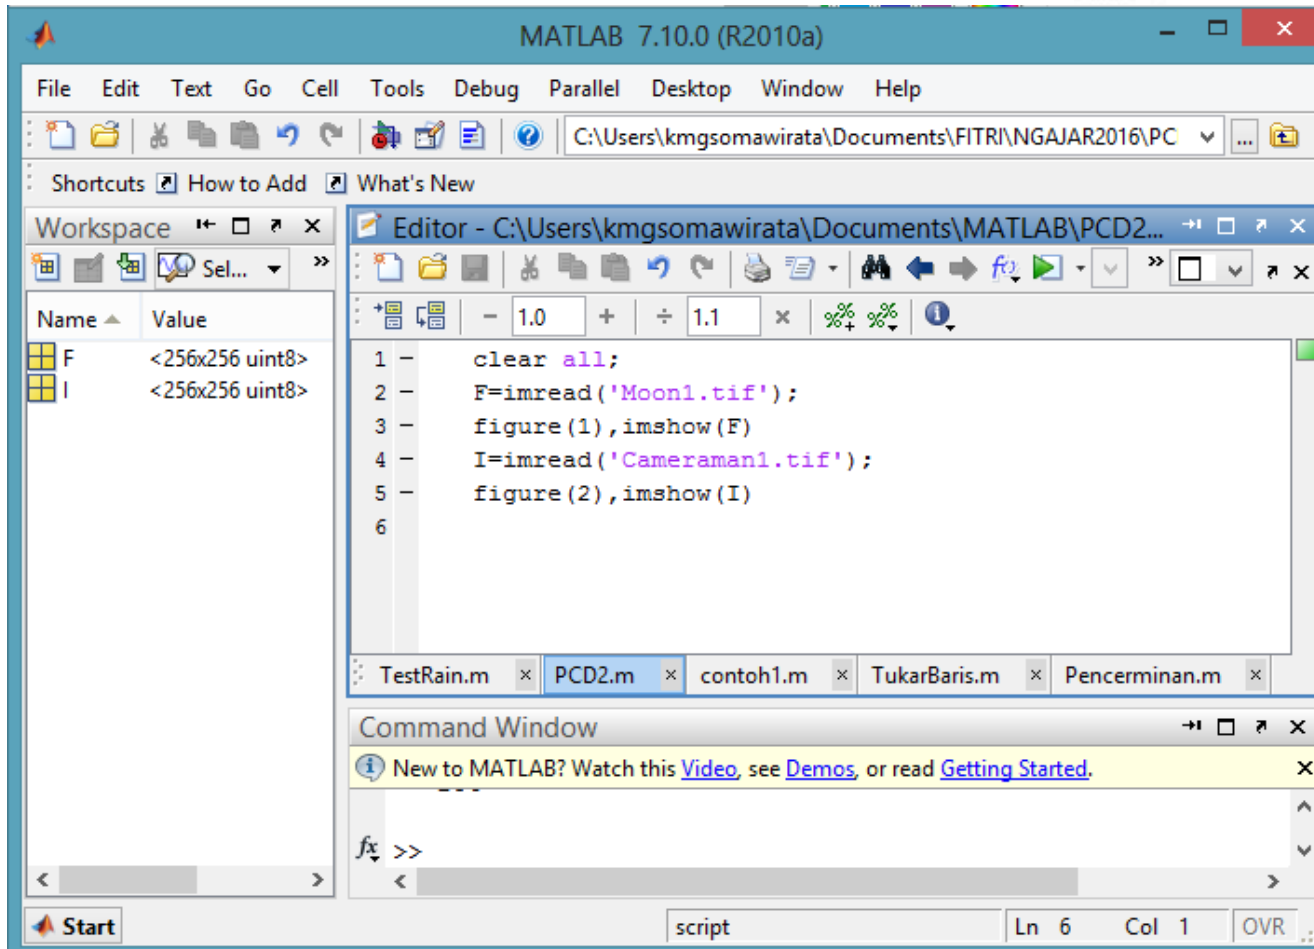 MATLAB 7.10.0 (R2010a)
File Edit Text Go Cell Tools Debug Parallel Desktop Window Help
C:\Users\kmgsomawirata\Documents\FITRI\NGAJAR2016\PC
Shortcuts How to Add What's New
Workspace
Sel...
Name Value
F <256x256 uint8>
I <256x256 uint8>
Editor - C:\Users\kmgsomawirata\Documents\MATLAB\PCD2...
- 1.0 + ÷ 1.1 ×
1 - clear all;
2 - F=imread('Moon1.tif');
3 - figure(1),imshow(F)
4 - I=imread('Cameraman1.tif');
5 - figure(2),imshow(I)
6
TestRain.m × PCD2.m × contoh1.m × TukarBaris.m × Pencerminan.m ×
Command Window
New to MATLAB? Watch this Video, see Demos, or read Getting Started.
fx >>
Start script Ln 6 Col 1 OVR